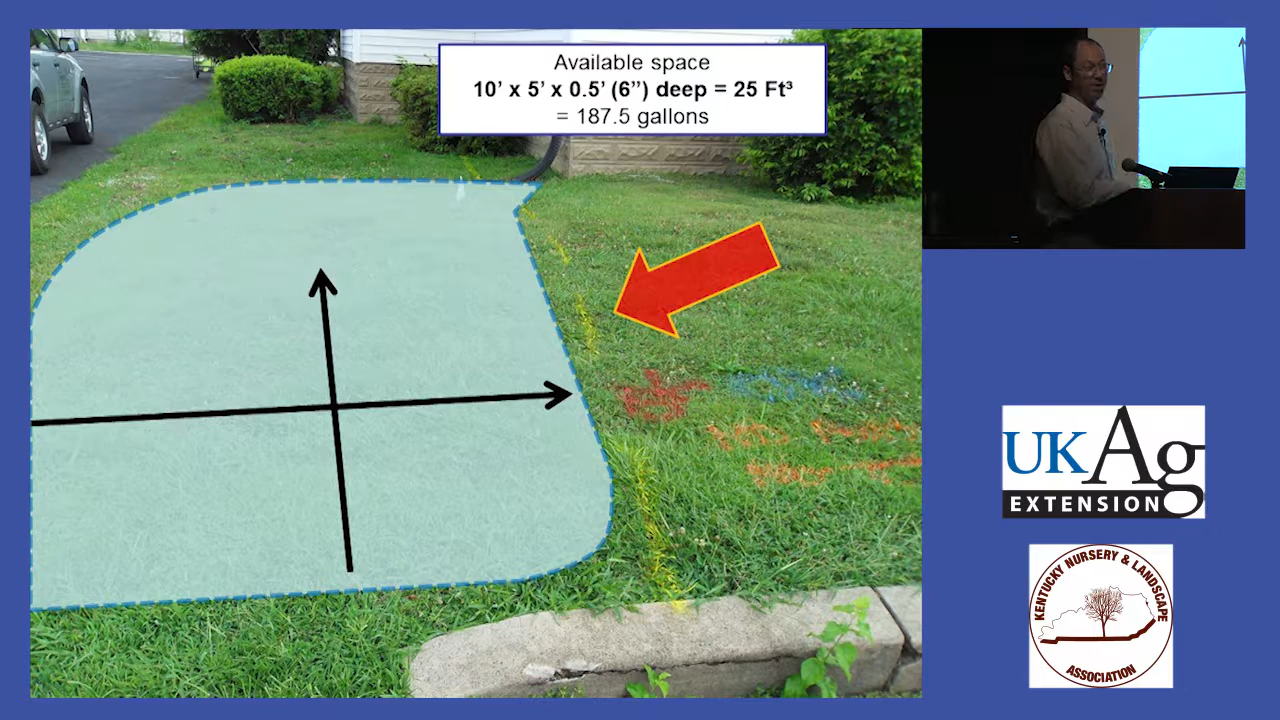 Available space
10’ x 5’ x 0.5’ (6”) deep = 25 Ft³
= 187.5 gallons
UK Ag
EXTENSION
KENTUCKY NURSERY & LANDSCAPE
ASSOCIATION